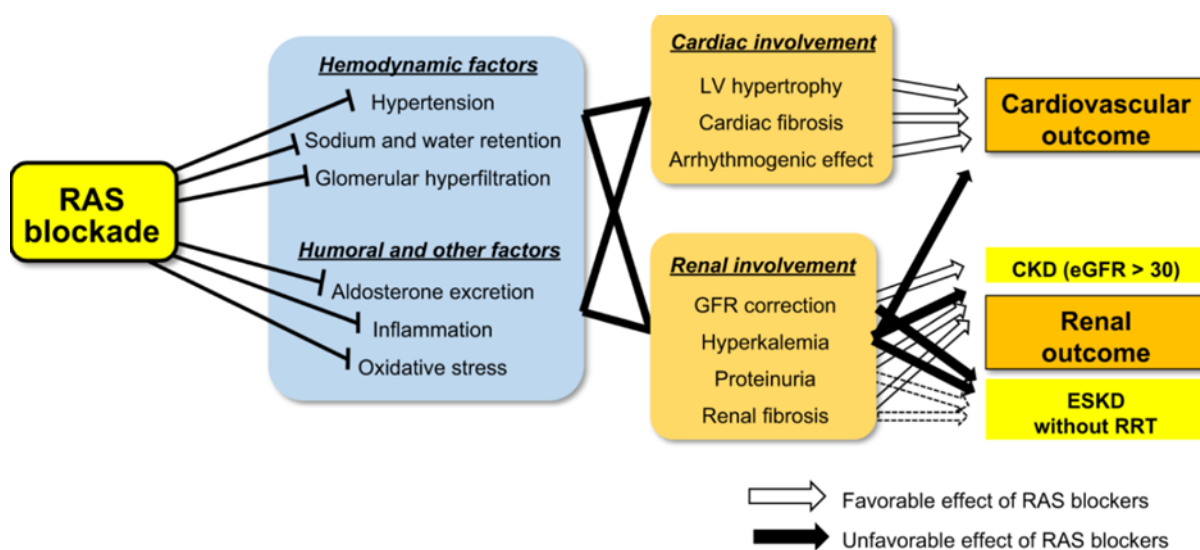 RAS
blockade
Hemodynamic factors
Hypertension
Sodium and water retention
Glomerular hyperfiltration
Humoral and other factors
Aldosterone excretion
Inflammation
Oxidative stress
Cardiac involvement
LV hypertrophy
Cardiac fibrosis
Arrhythmogenic effect
Renal involvement
GFR correction
Hyperkalemia
Proteinuria
Renal fibrosis
Cardiovascular
outcome
CKD (eGFR > 30)
Renal
outcome
ESKD
without RRT
Favorable effect of RAS blockers
Unfavorable effect of RAS blockers